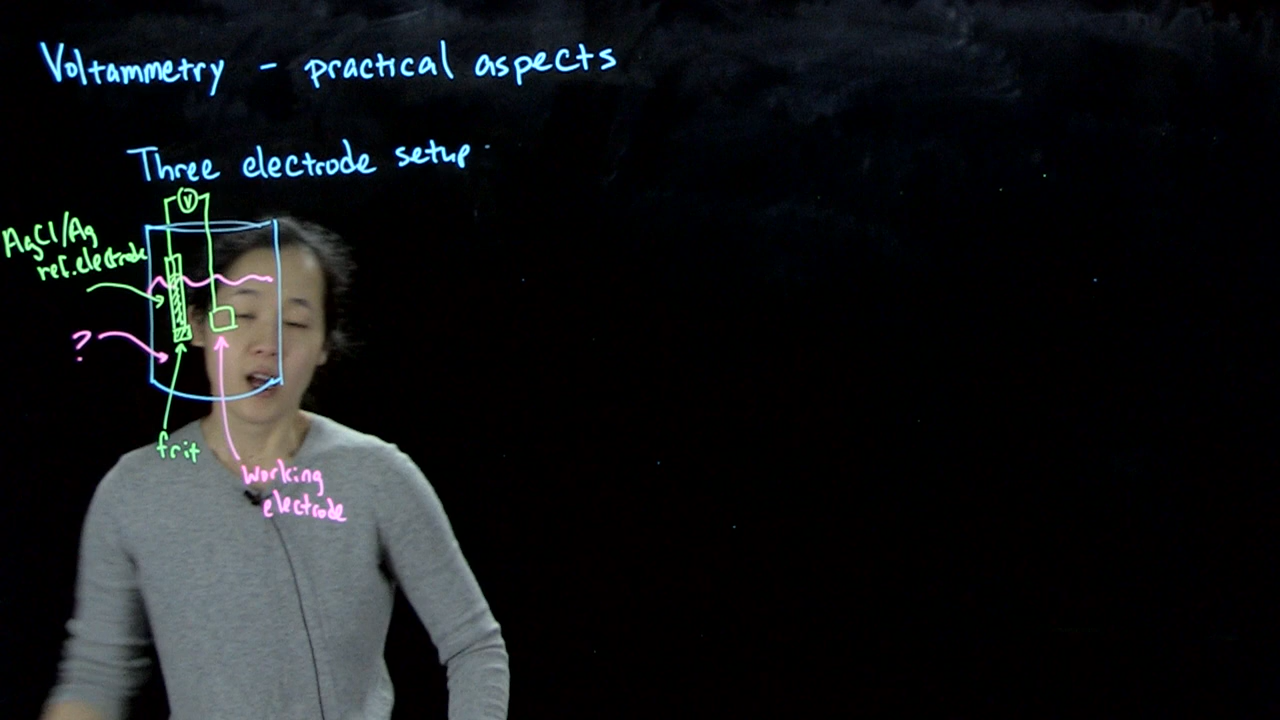 Voltammetry - practical aspects
Three electrode setup
V
AgCl/Ag
ref. electrode
?
frit
working
electrode